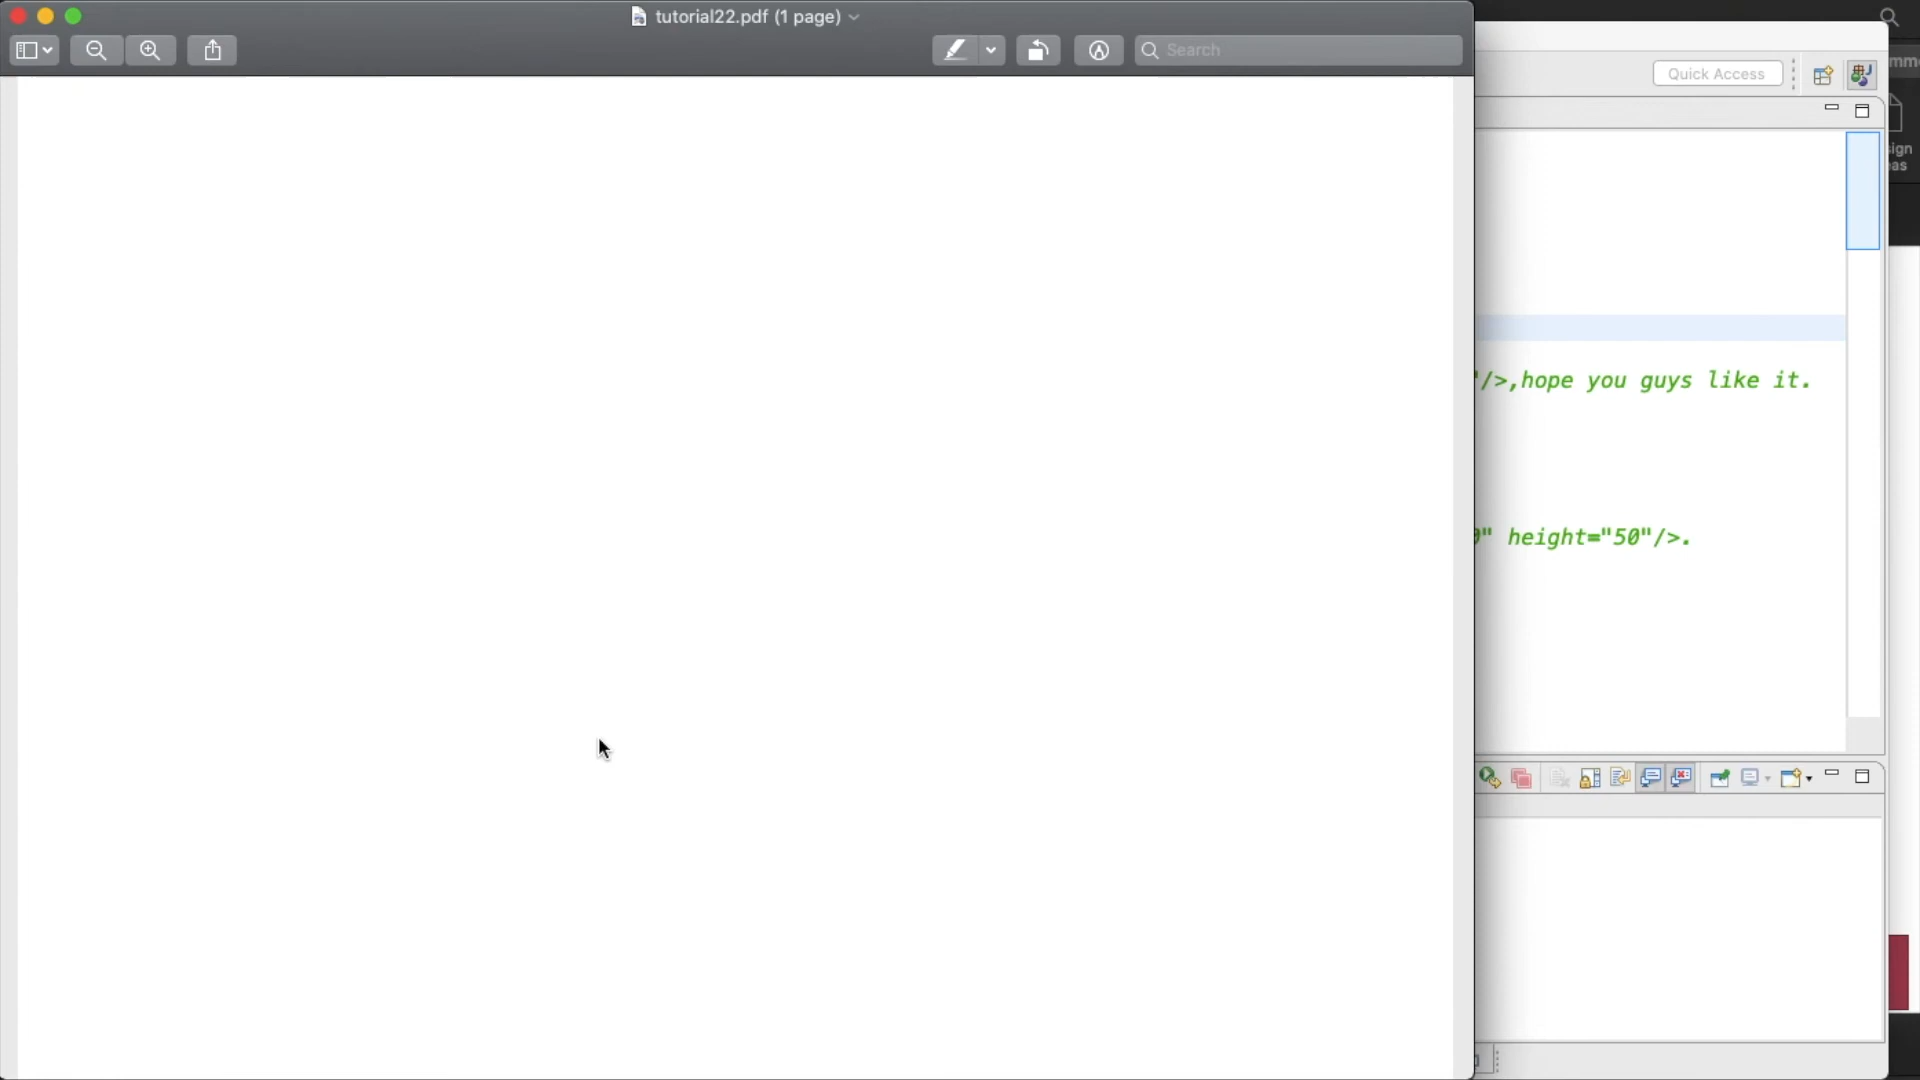 tutorial22.pdf (1 page)
Search
Quick Access
"/>,hope you guys like it.
" height="50"/>.